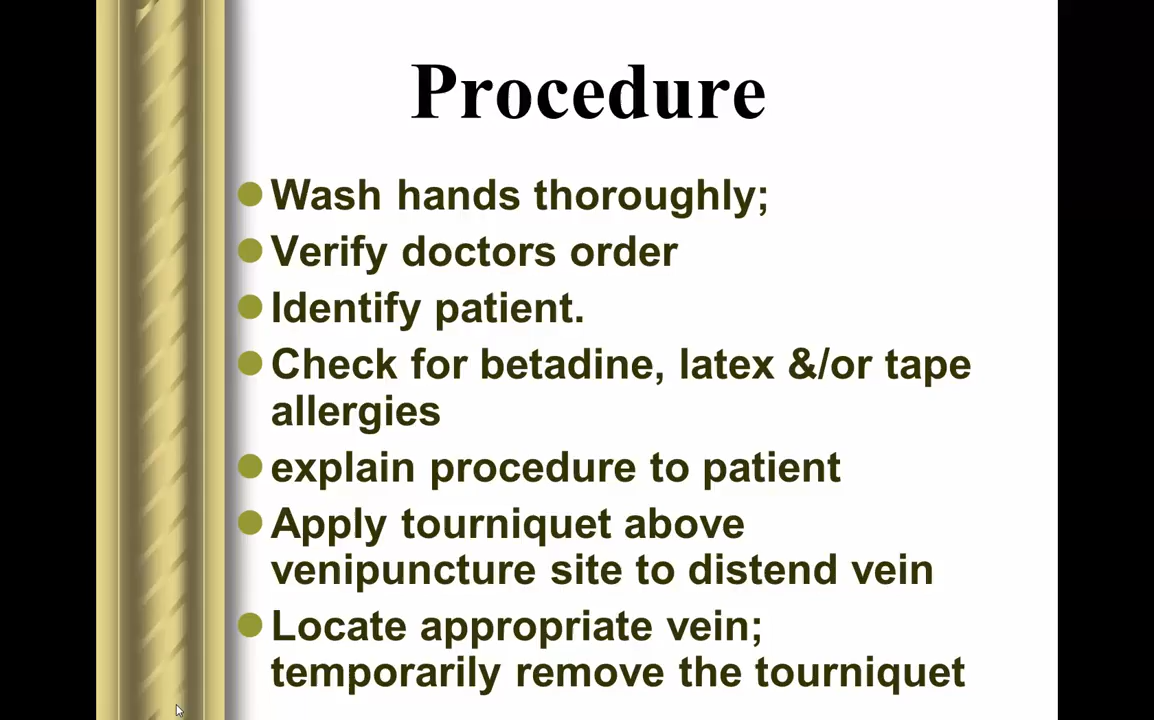 Procedure
Wash hands thoroughly;
Verify doctors order
Identify patient.
Check for betadine, latex &/or tape
allergies
explain procedure to patient
Apply tourniquet above
venipuncture site to distend vein
Locate appropriate vein;
temporarily remove the tourniquet